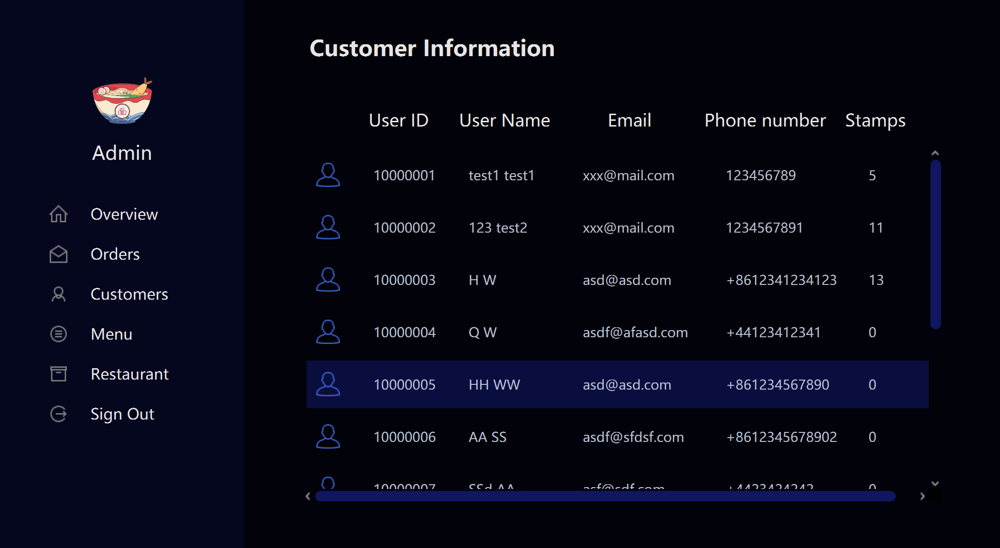 Customer Information
面
Admin
Overview
Orders
Customers
Menu
Restaurant
Sign Out
User ID User Name Email Phone number Stamps
10000001 test1 test1 xxx@mail.com 123456789 5
10000002 123 test2 xxx@mail.com 1234567891 11
10000003 H W asd@asd.com +8612341234123 13
10000004 Q W asdf@afasd.com +44123412341 0
10000005 HH WW asd@asd.com +861234567890 0
10000006 AA SS asdf@sfdsf.com +8612345678902 0
10000007 SSd AA asf@sdf.com +4423424242 0